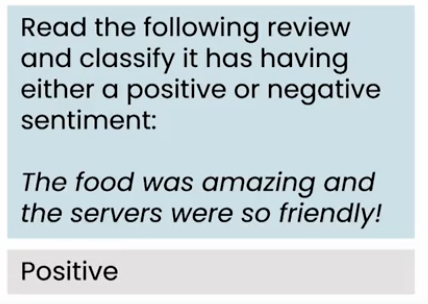 Read the following review
and classify it has having
either a positive or negative
sentiment:
The food was amazing and
the servers were so friendly!
Positive